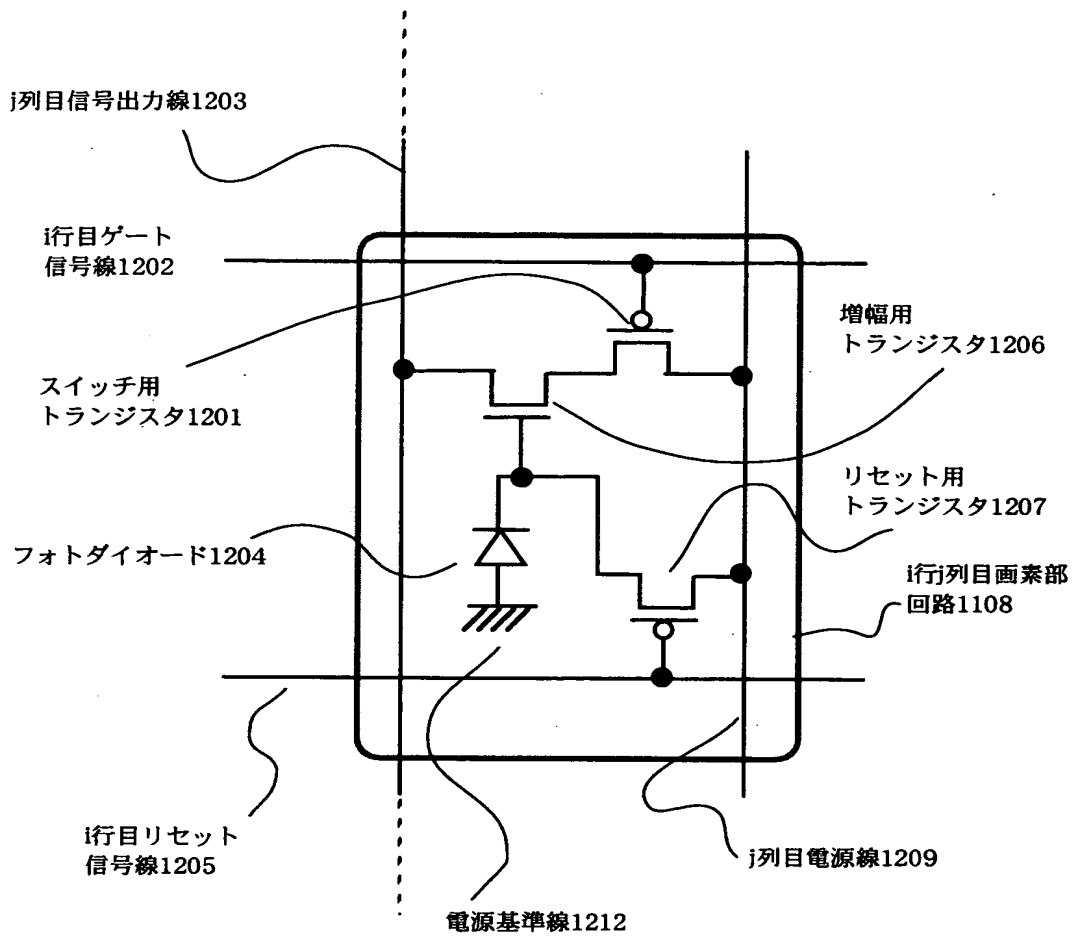 j列目信号出力線1203
i行目ゲート
信号線1202
増幅用
トランジスタ1206
スイッチ用
トランジスタ1201
リセット用
トランジスタ1207
フォトダイオード1204
i行j列目画素部
回路1108
i行目リセット
信号線1205
j列目電源線1209
電源基準線1212